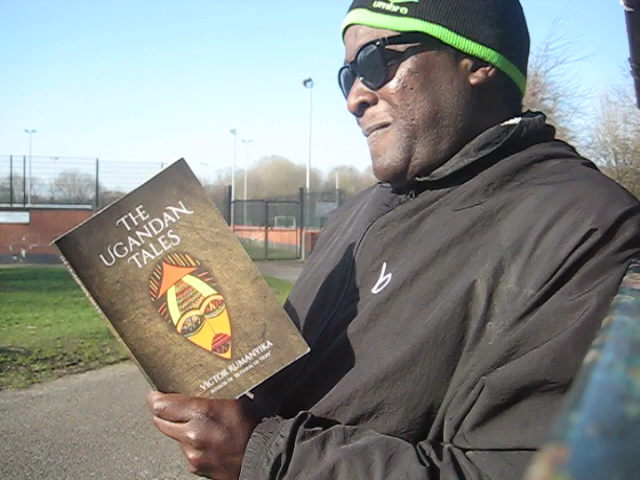 umbro
THE
UGANDAN
TALES
VICTOR RUMANYIKA
b